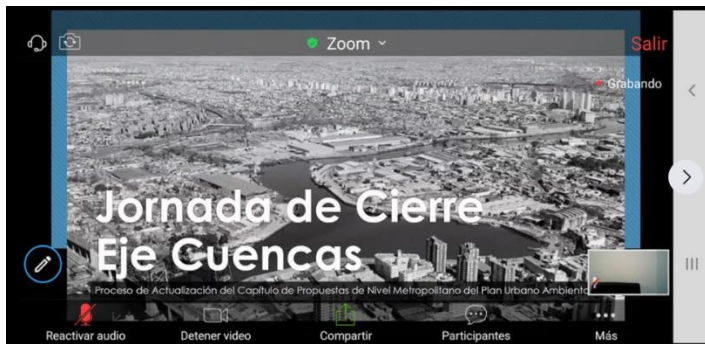 Zoom
Salir
Grabando
Jornada de Cierre
Eje Cuencas
Proceso de Actualización del Capítulo de Propuestas de Nivel Metropolitano del Plan Urbano
Reactivar audio
Detener video
Compartir
Participantes
Más